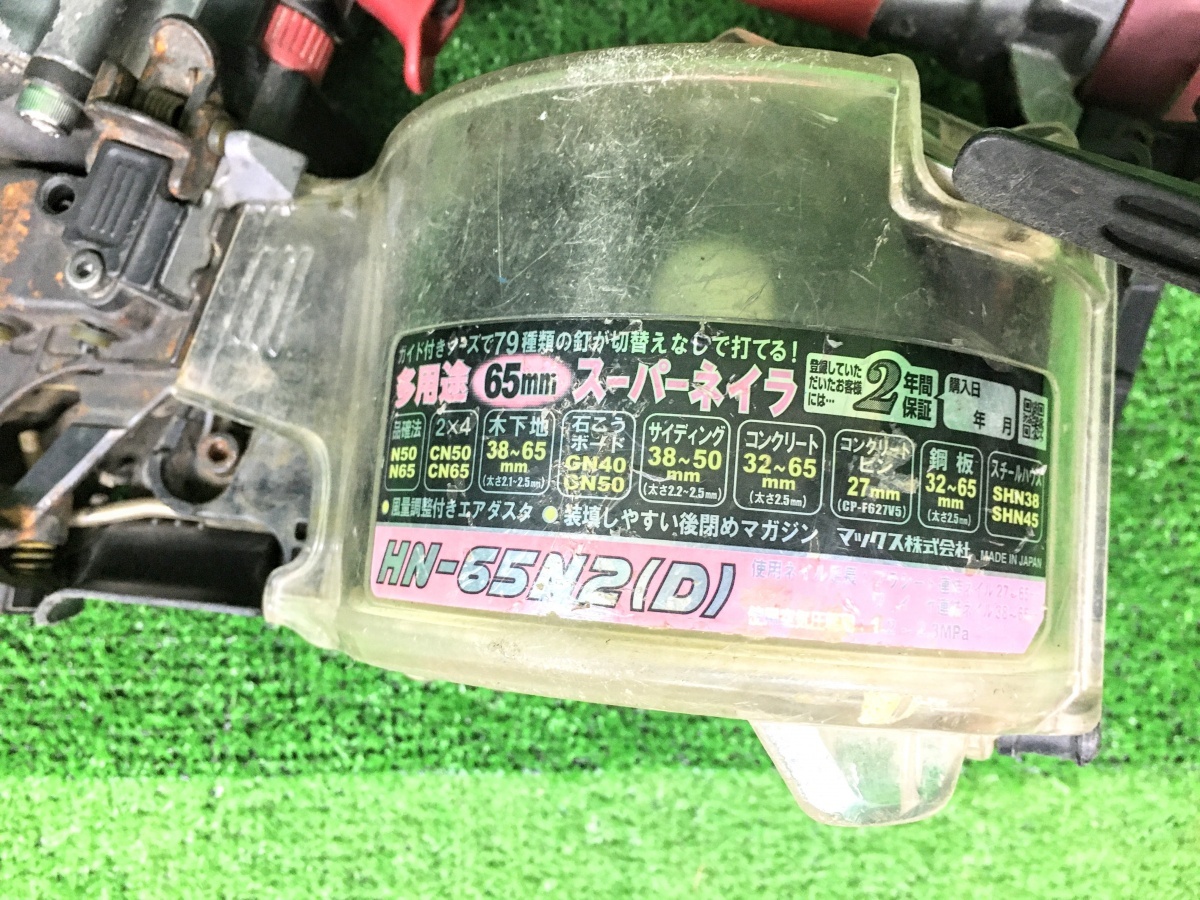 ガイド付きノーズで79種類の釘が切替えなしで打てる!
多用途 65mm スーパーネイラ
登録していた
だいたお客様
には…
2年間
保証
購入日
年 月
品確法
N50
N65
2×4
CN50
CN65
木下地
38~65
mm
(太さ2.1~2.5mm)
石こう
ボード
GN40
GN50
サイディング
38~50
mm
(太さ2.2~2.5mm)
コンクリート
32~65
mm
(太さ2.5mm)
コンクリート
ピン
27mm
(CP-F627V5)
鋼板
32~65
mm
(太さ2.5mm)
スチールハウス
SHN38
SHN45
●風量調整付きエアダスタ ●装填しやすい後閉めマガジン マックス株式会社 MADE IN JAPAN
HN-65N2(D)
使用ネイル
MPa